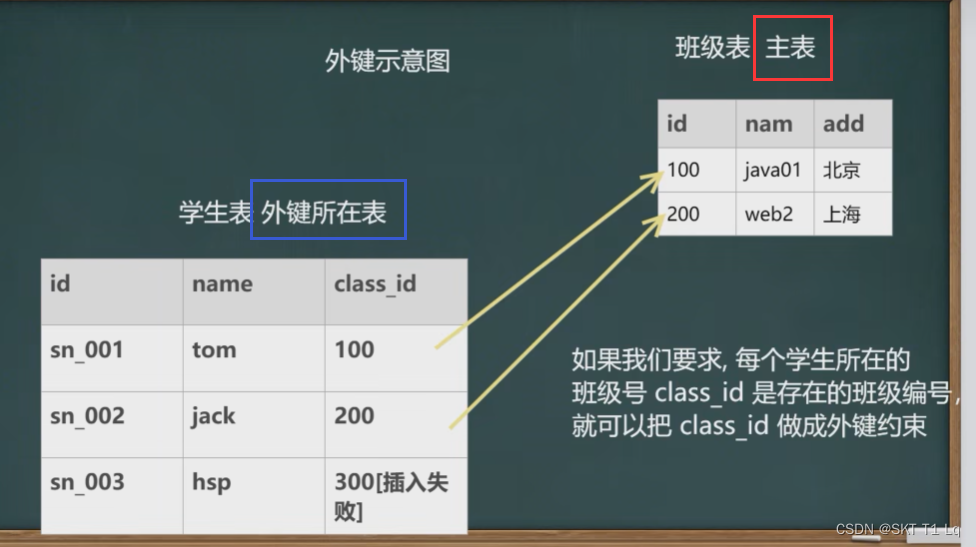 外键示意图
班级表 主表
id nam add
100 java01 北京
200 web2 上海
学生表 外键所在表
id name class_id
sn_001 tom 100
sn_002 jack 200
sn_003 hsp 300[插入失
败]
如果我们要求, 每个学生所在的
班级号 class_id 是存在的班级编号,
就可以把 class_id 做成外键约束
CSDN @SKT T1 Lq